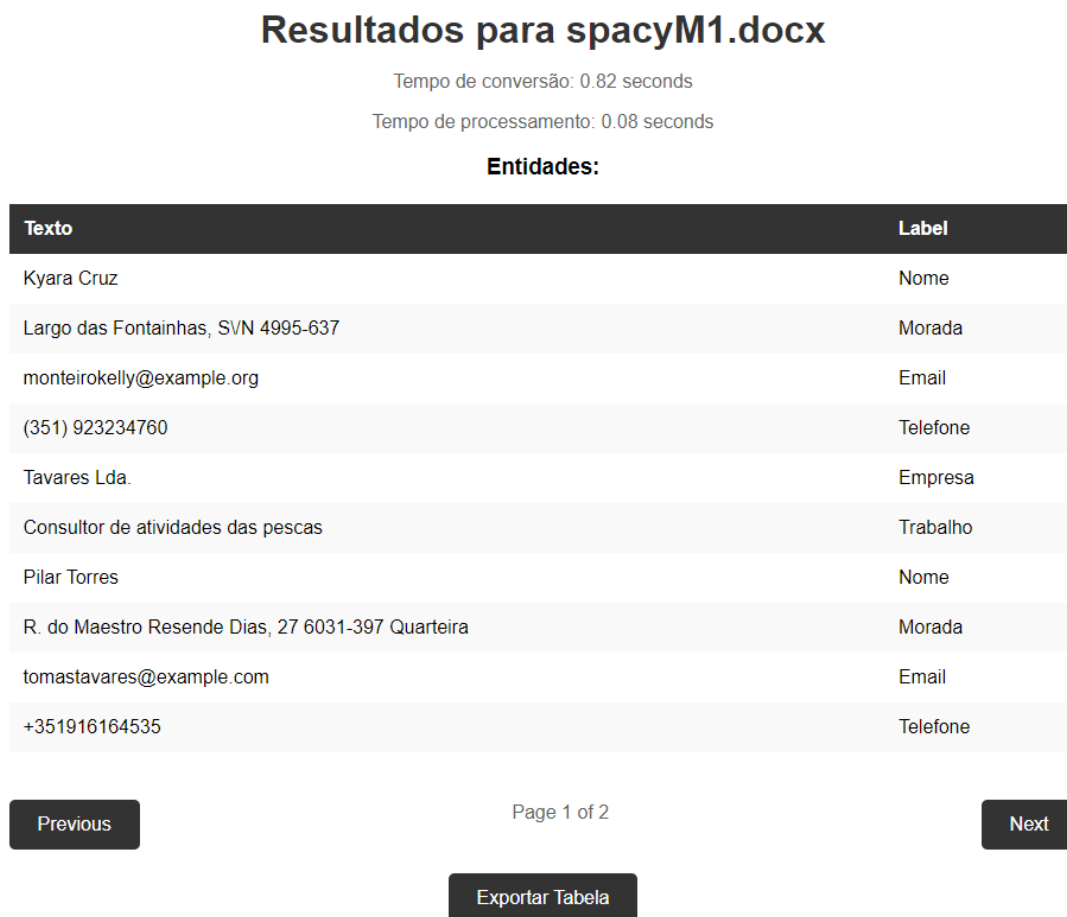 Resultados para spacyM1.docx
Tempo de conversão: 0.82 seconds
Tempo de processamento: 0.08 seconds
Entidades:
Texto Label
Kyara Cruz Nome
Largo das Fontainhas, S\/N 4995-637 Morada
monteirokelly@example.org Email
(351) 923234760 Telefone
Tavares Lda. Empresa
Consultor de atividades das pescas Trabalho
Pilar Torres Nome
R. do Maestro Resende Dias, 27 6031-397 Quarteira Morada
tomastavares@example.com Email
+351916164535 Telefone
Previous Page 1 of 2 Next
Exportar Tabela